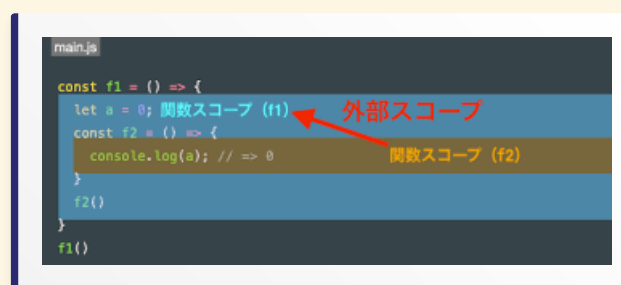 main.js
const f1 = () => {
let a = 0; 関数スコープ（f1） 外部スコープ
const f2 = () => {
console.log(a); // => 0 関数スコープ（f2）
}
f2()
}
f1()